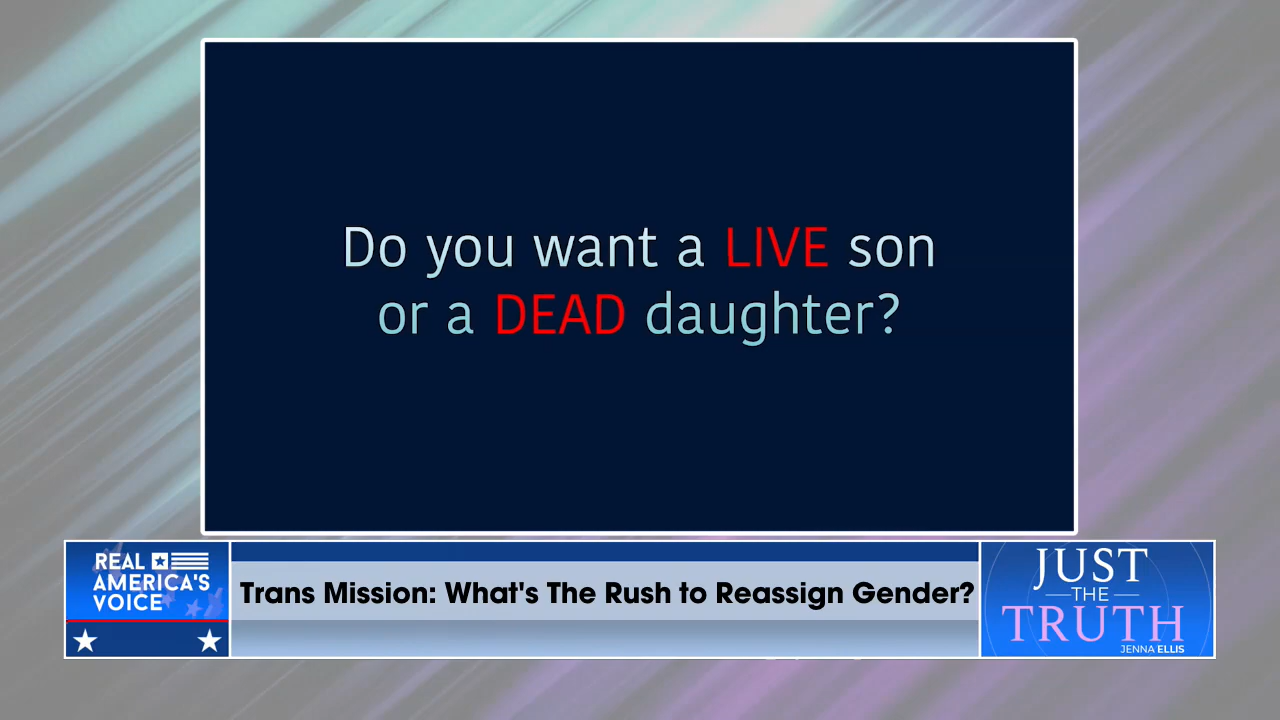 Do you want a LIVE son
or a DEAD daughter?
REAL
AMERICA'S
VOICE
Trans Mission: What's The Rush to Reassign Gender?
JUST
THE
TRUTH
JENNA ELLIS